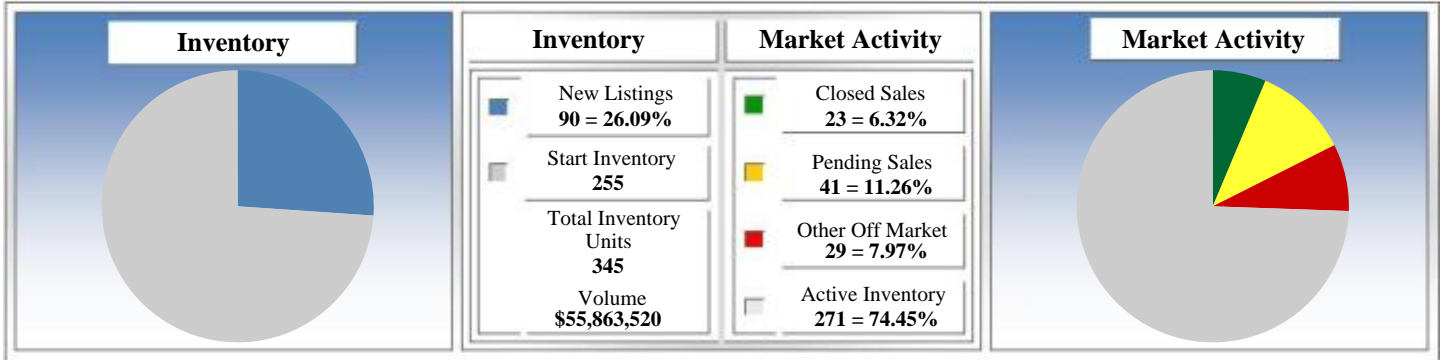 Inventory
Inventory
Market Activity
Market Activity
New Listings
90 = 26.09%
Start Inventory
255
Total Inventory
Units
345
Volume
$55,863,520
Closed Sales
23 = 6.32%
Pending Sales
41 = 11.26%
Other Off Market
29 = 7.97%
Active Inventory
271 = 74.45%